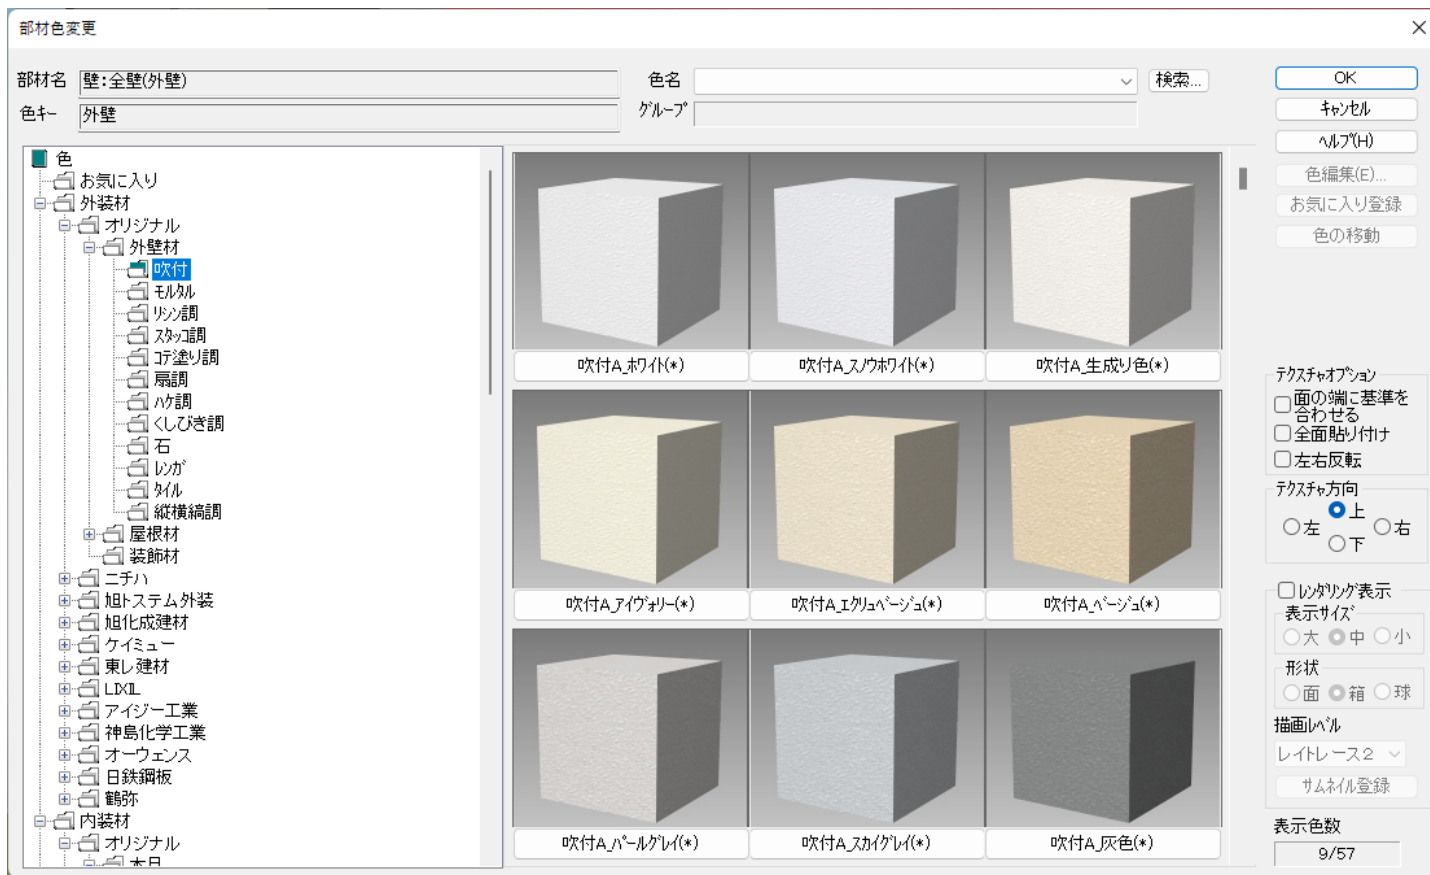 部材色変更
部材名 壁:全壁(外壁)
色名
検索...
色ｷｰ 外壁
ｸﾞﾙｰﾌﾟ
OK
ｷｬﾝｾﾙ
ﾍﾙﾌﾟ(H)
色編集(E)...
お気に入り登録
色の移動
色
お気に入り
外装材
オリジナル
外壁材
吹付
ﾓﾙﾀﾙ
ﾘｼﾝ調
ｽﾀｯｺ調
ｺﾃ塗り調
扇調
ﾊｹ調
くしびき調
石
ﾚﾝｶﾞ
ﾀｲﾙ
縦横縞調
屋根材
装飾材
ニチハ
旭トステム外装
旭化成建材
ケイミュー
東レ建材
LIXIL
アイジー工業
神島化学工業
オーウェンス
日鉄鋼板
鶴弥
内装材
オリジナル
木目
吹付A_ﾎﾜｲﾄ(*)
吹付A_ｽﾉｳﾎﾜｲﾄ(*)
吹付A_生成り色(*)
吹付A_ｱｲｳﾞｫﾘｰ(*)
吹付A_ｴｸﾘｭﾍﾞｰｼﾞｭ(*)
吹付A_ﾍﾞｰｼﾞｭ(*)
吹付A_ﾊﾟｰﾙｸﾞﾚｲ(*)
吹付A_ｽｶｲｸﾞﾚｲ(*)
吹付A_灰色(*)
ﾃｸｽﾁｬｵﾌﾟｼｮﾝ
面の端に基準を
合わせる
全面貼り付け
左右反転
ﾃｸｽﾁｬ方向
上
左
右
下
ﾚﾝﾀﾞﾘﾝｸﾞ表示
表示ｻｲｽﾞ
大 中 小
形状
面 箱 球
描画ﾚﾍﾞﾙ
レイトレース2
ｻﾑﾈｲﾙ登録
表示色数
9/57